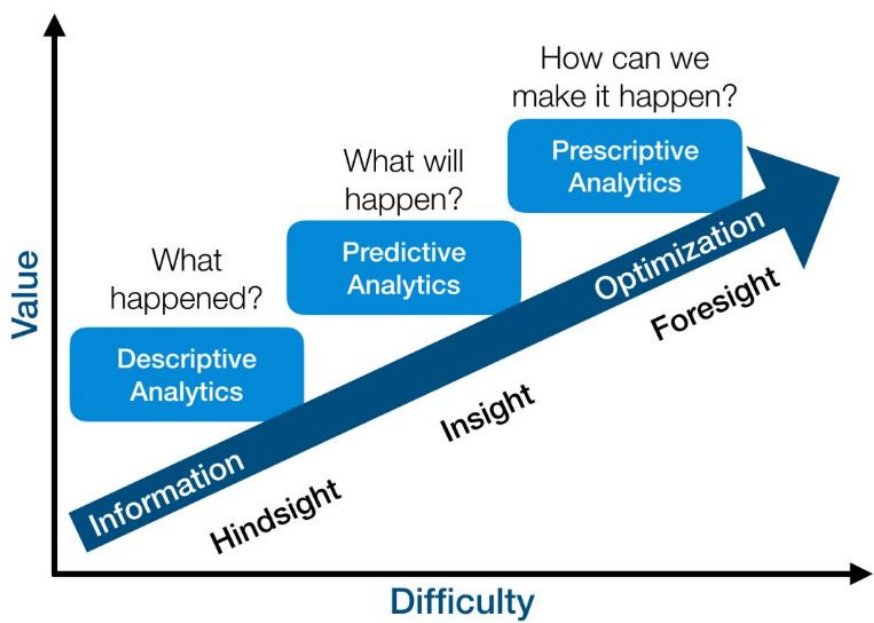 How can we
make it happen?
Prescriptive
Analytics
What will
happen?
Predictive
Analytics
What
happened?
Descriptive
Analytics
Value
Information
Optimization
Hindsight
Insight
Foresight
Difficulty